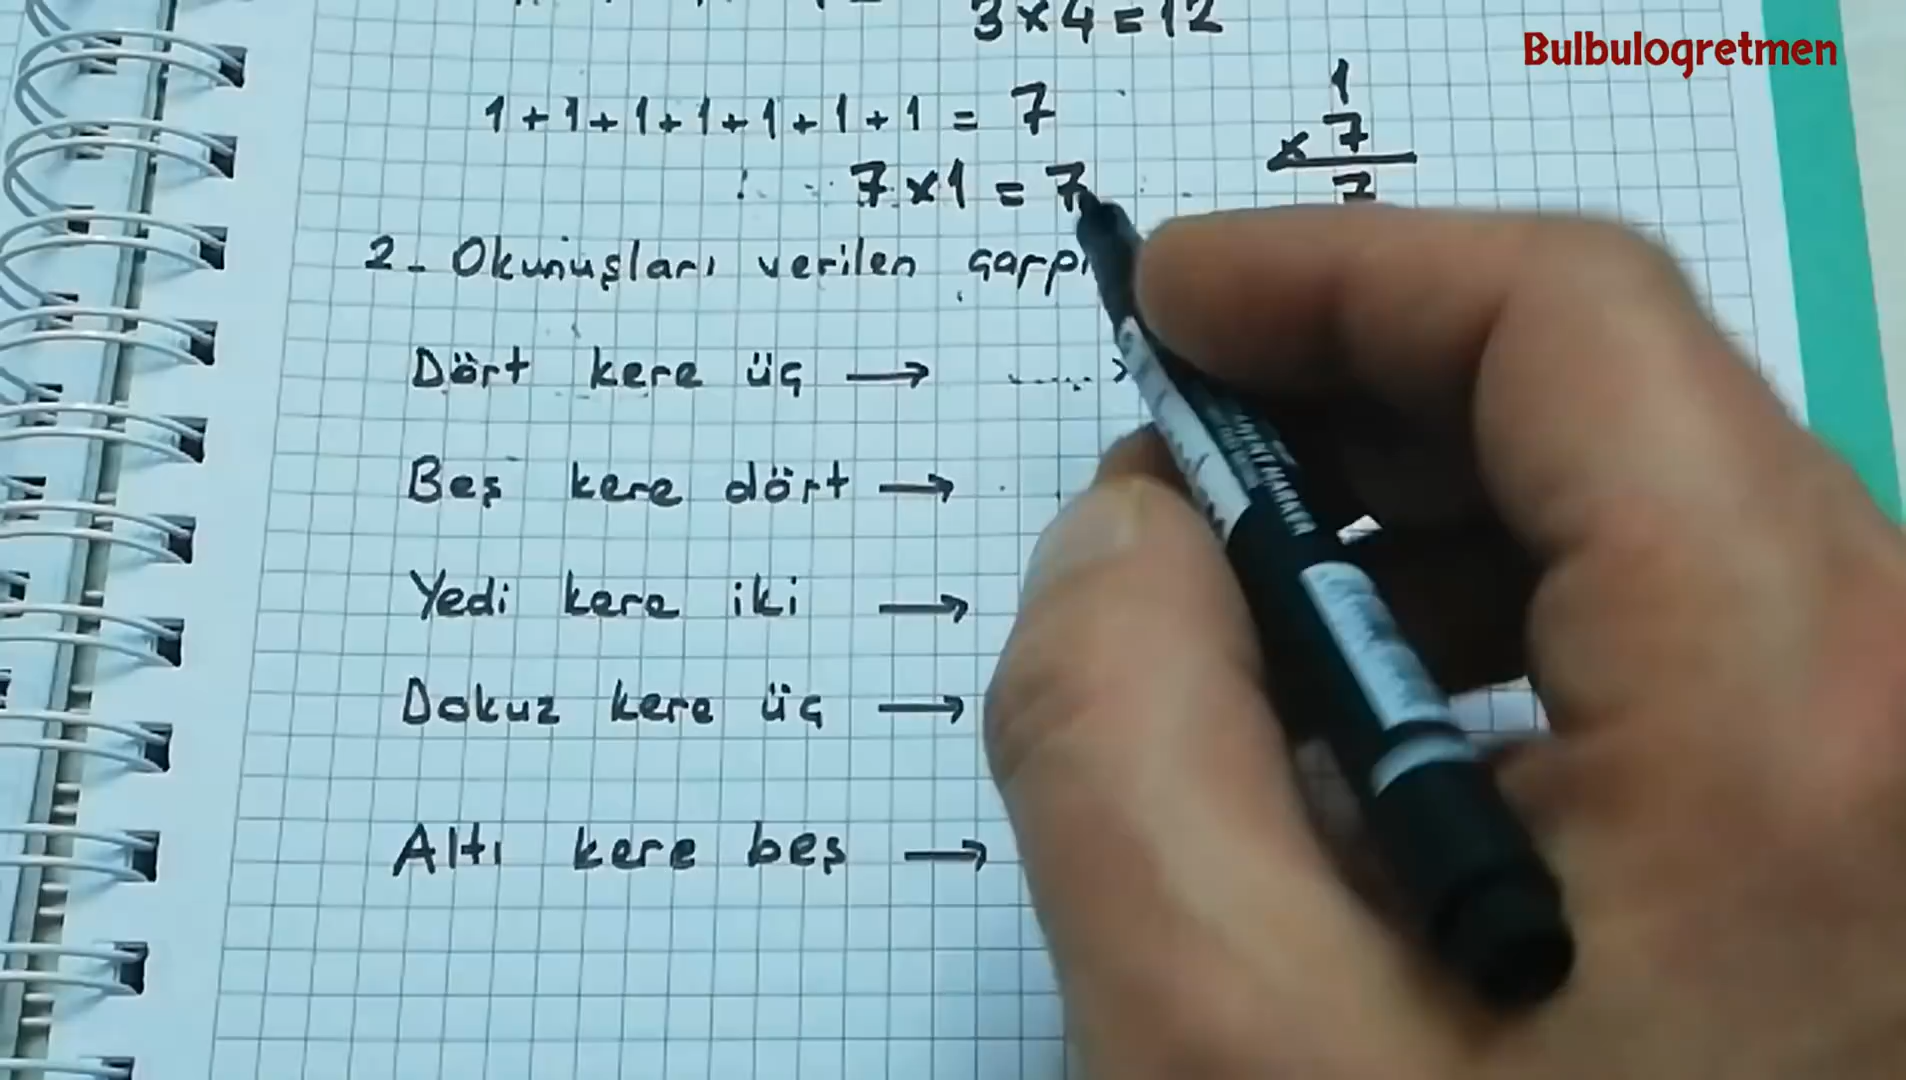 3×4=12
Bulbulogretmen
1+1+1+1+1+1+1 = 7
7×1 = 7
1
× 7
7
2- Okunuşları verilen
Dört kere üç →
Beş kere dört →
Yedi kere iki →
Dokuz kere üç →
Altı kere beş →